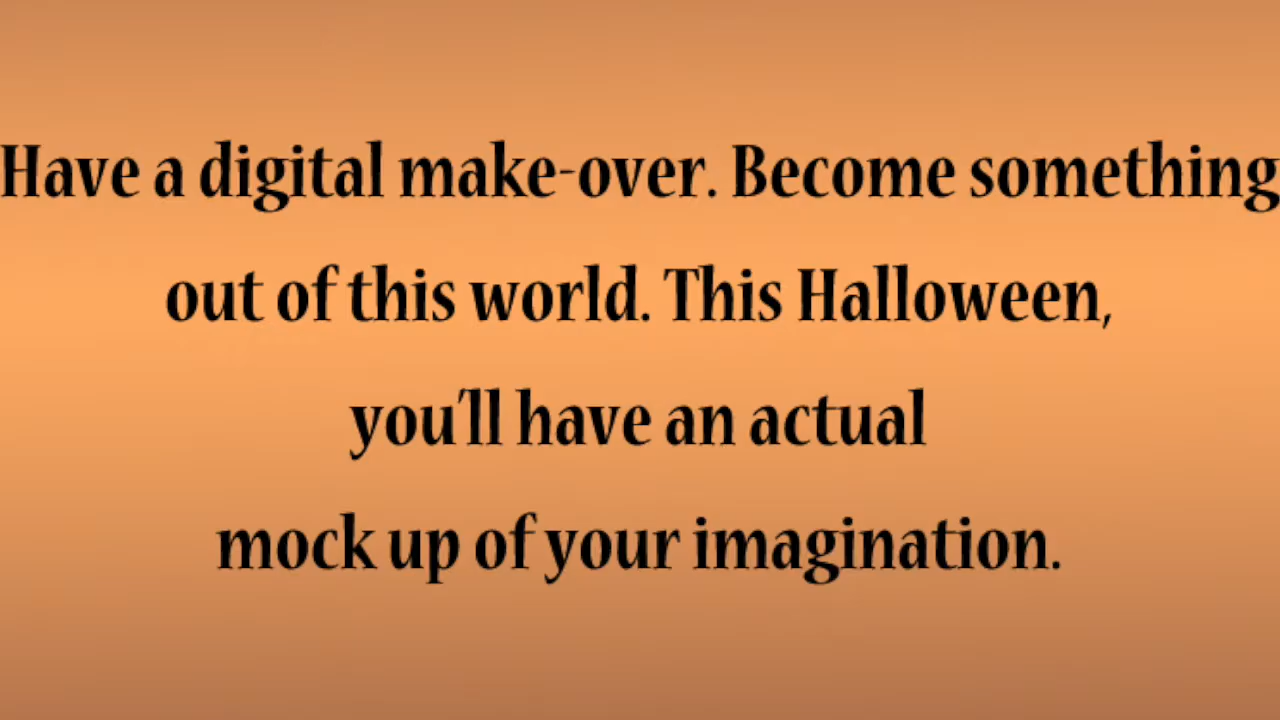 Have a digital make-over. Become something
out of this world. This Halloween,
you'll have an actual
mock up of your imagination.